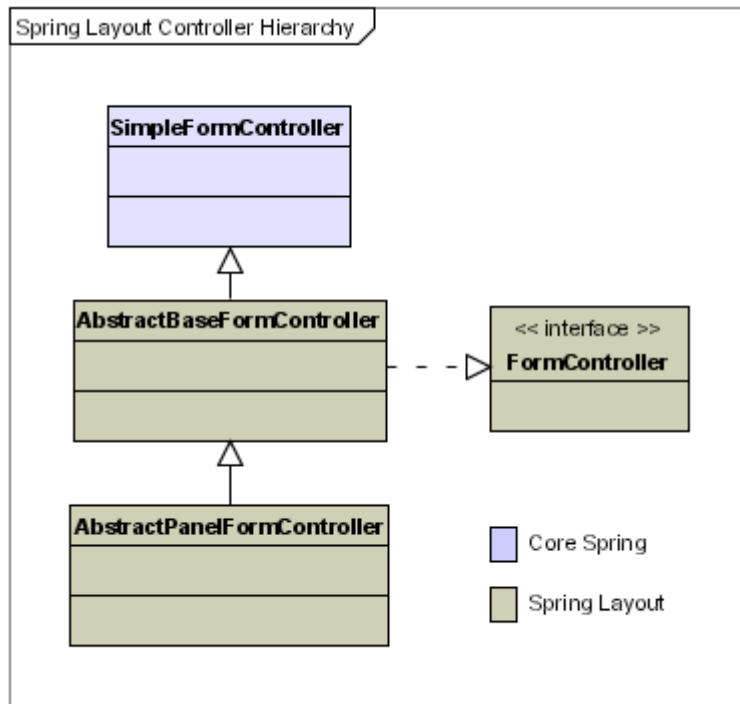 Spring Layout Controller Hierarchy
SimpleFormController
AbstractBaseFormController
<< interface >>
FormController
AbstractPanelFormController
Core Spring
Spring Layout